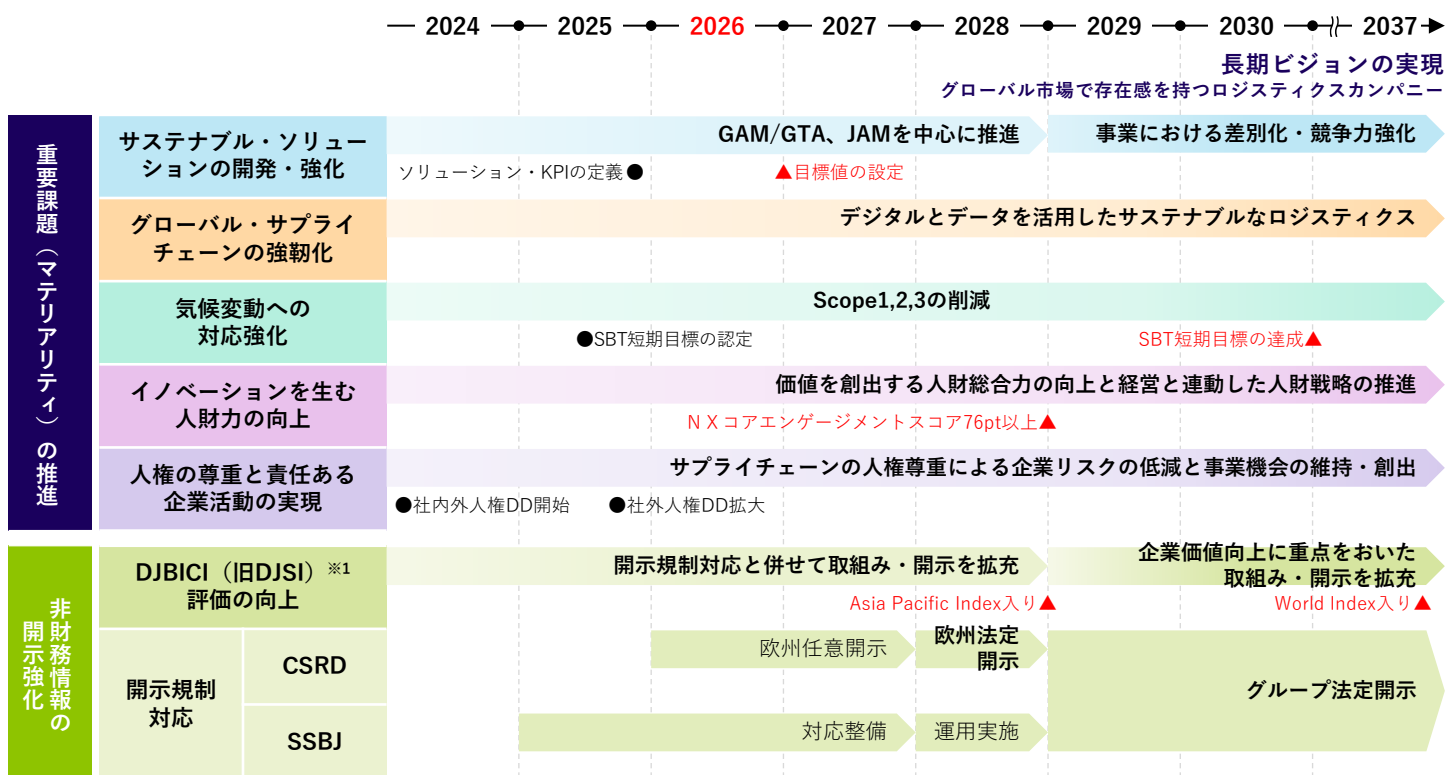 2024 2025 2026 2027 2028 2029 2030 2037
長期ビジョンの実現
グローバル市場で存在感を持つロジスティクスカンパニー
重要課題（マテリアリティ）の推進
サステナブル・ソリュー
ションの開発・強化
GAM/GTA、JAMを中心に推進
事業における差別化・競争力強化
ソリューション・KPIの定義●
▲目標値の設定
グローバル・サプライ
チェーンの強靭化
デジタルとデータを活用したサステナブルなロジスティクス
気候変動への
対応強化
Scope1,2,3の削減
●SBT短期目標の認定
SBT短期目標の達成▲
イノベーションを生む
人財力の向上
価値を創出する人財総合力の向上と経営と連動した人財戦略の推進
ＮＸコアエンゲージメントスコア76pt以上▲
人権の尊重と責任ある
企業活動の実現
サプライチェーンの人権尊重による企業リスクの低減と事業機会の維持・創出
●社内外人権DD開始
●社外人権DD拡大
非財務情報の
開示強化
DJBICI（旧DJSI）※1
評価の向上
開示規制対応と併せて取組み・開示を拡充
企業価値向上に重点をおいた
取組み・開示を拡充
Asia Pacific Index入り▲
World Index入り▲
開示規制
対応
CSRD
欧州任意開示
欧州法定
開示
グループ法定開示
SSBJ
対応整備
運用実施